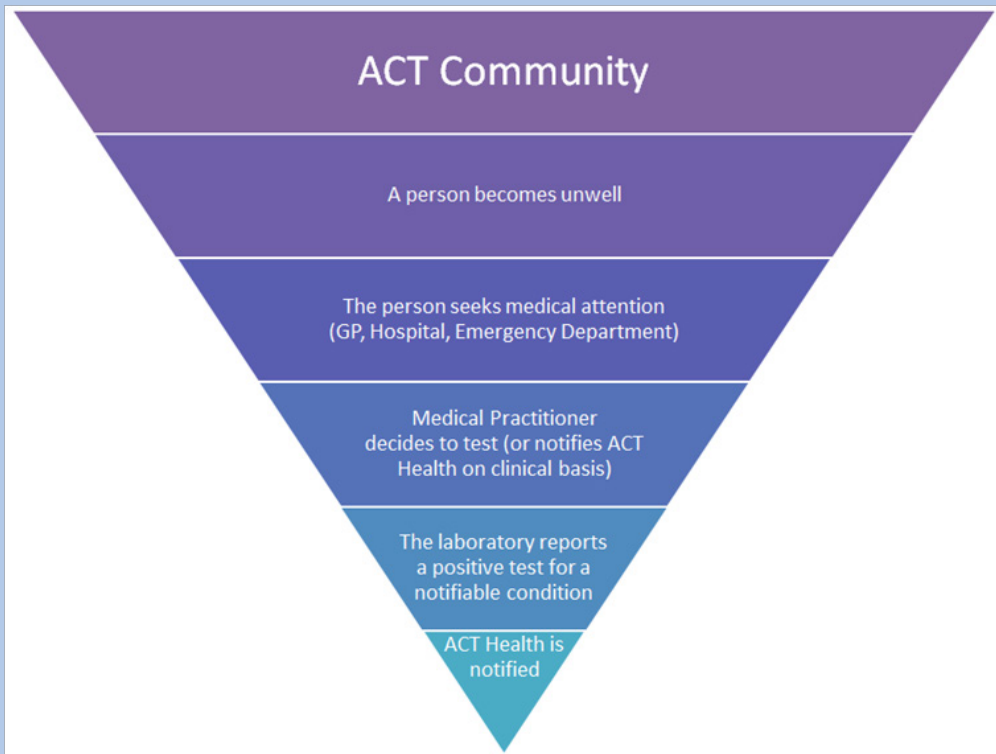 ACT Community
A person becomes unwell
The person seeks medical attention
(GP, Hospital, Emergency Department)
Medical Practitioner
decides to test (or notifies ACT
Health on clinical basis)
The laboratory reports
a positive test for a
notifiable condition
ACT Health is
notified